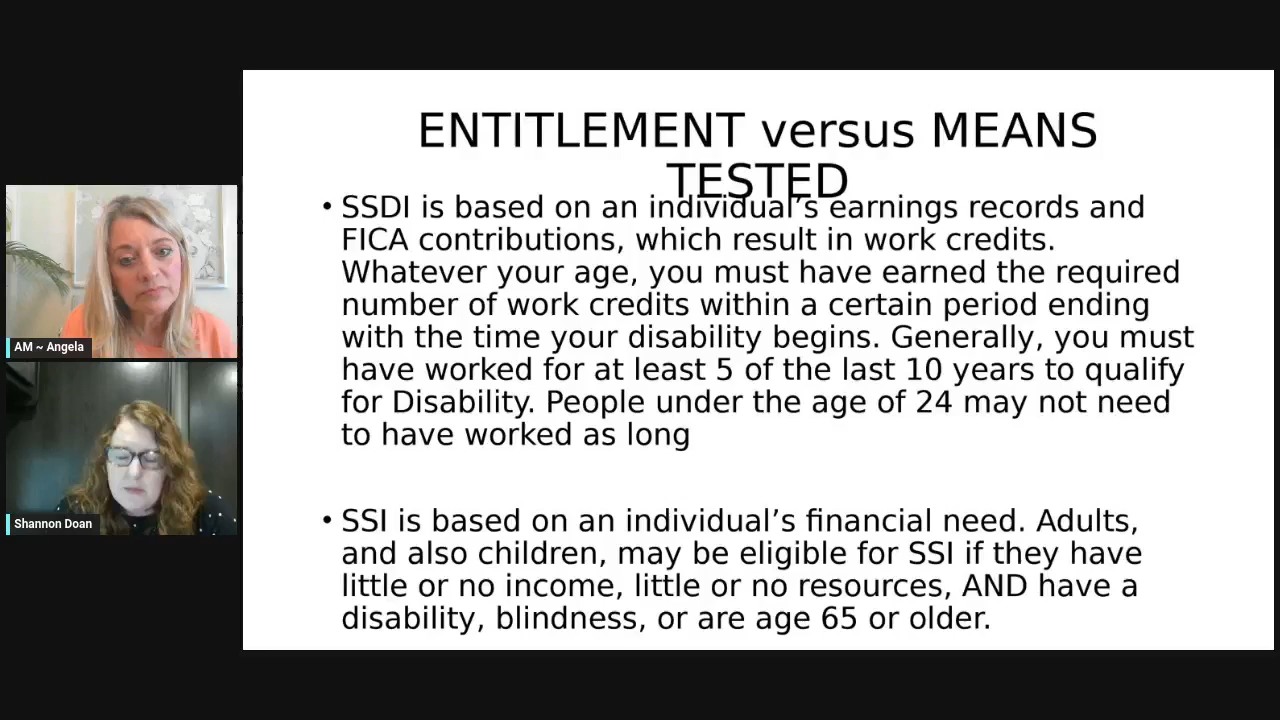 ENTITLEMENT versus MEANS
TESTED
• SSDI is based on an individual’s earnings records and
FICA contributions, which result in work credits.
Whatever your age, you must have earned the required
number of work credits within a certain period ending
with the time your disability begins. Generally, you must
have worked for at least 5 of the last 10 years to qualify
for Disability. People under the age of 24 may not need
to have worked as long
• SSI is based on an individual’s financial need. Adults,
and also children, may be eligible for SSI if they have
little or no income, little or no resources, AND have a
disability, blindness, or are age 65 or older.
AM ~ Angela
Shannon Doan